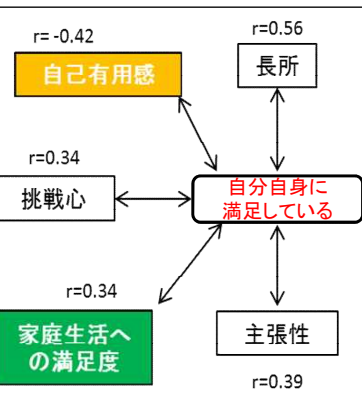 r= -0.42
自己有用感
r=0.56
長所
r=0.34
挑戦心
自分自身に
満足している
r=0.34
家庭生活へ
の満足度
主張性
r=0.39